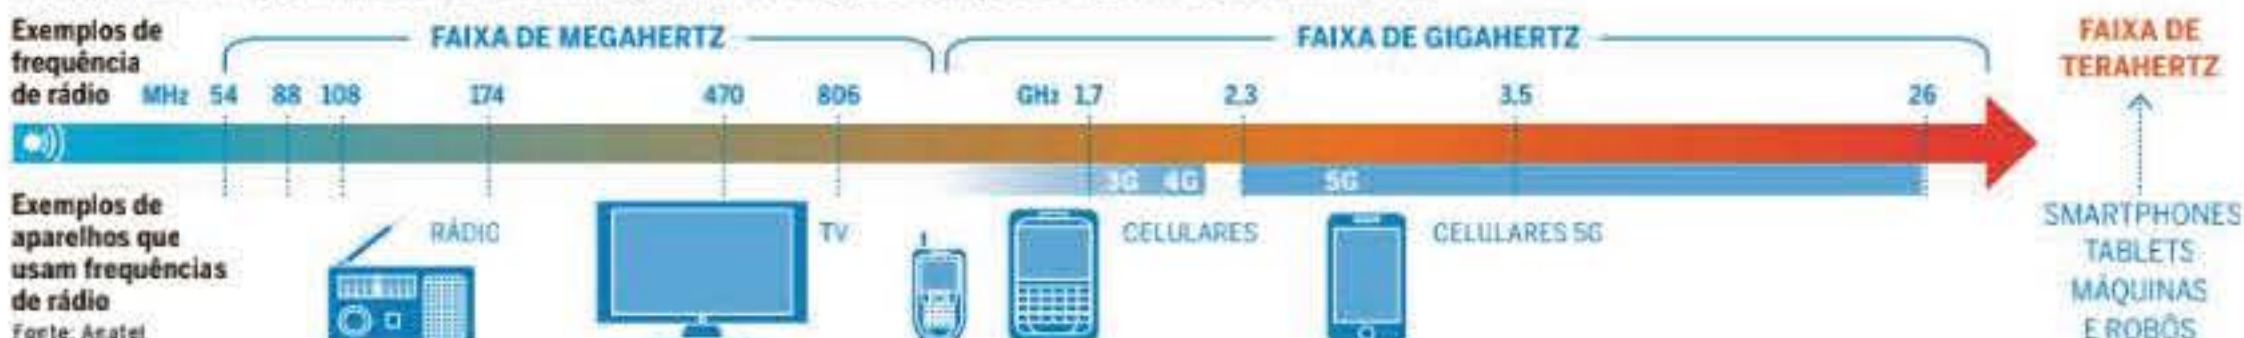 Exemplos de
frequência
de rádio
FAIXA DE MEGAHERTZ
FAIXA DE GIGAHERTZ
FAIXA DE
TERAHERTZ
MHz 54 88 108 174 470 806 GHz 1.7 2.3 3.5 26
3G 4G 5G
Exemplos de
aparelhos que
usam frequências
de rádio
Fonte: Anatel
RÁDIO
TV
CELULARES
CELULARES 5G
SMARTPHONES
TABLETS
MÁQUINAS
E ROBÔS